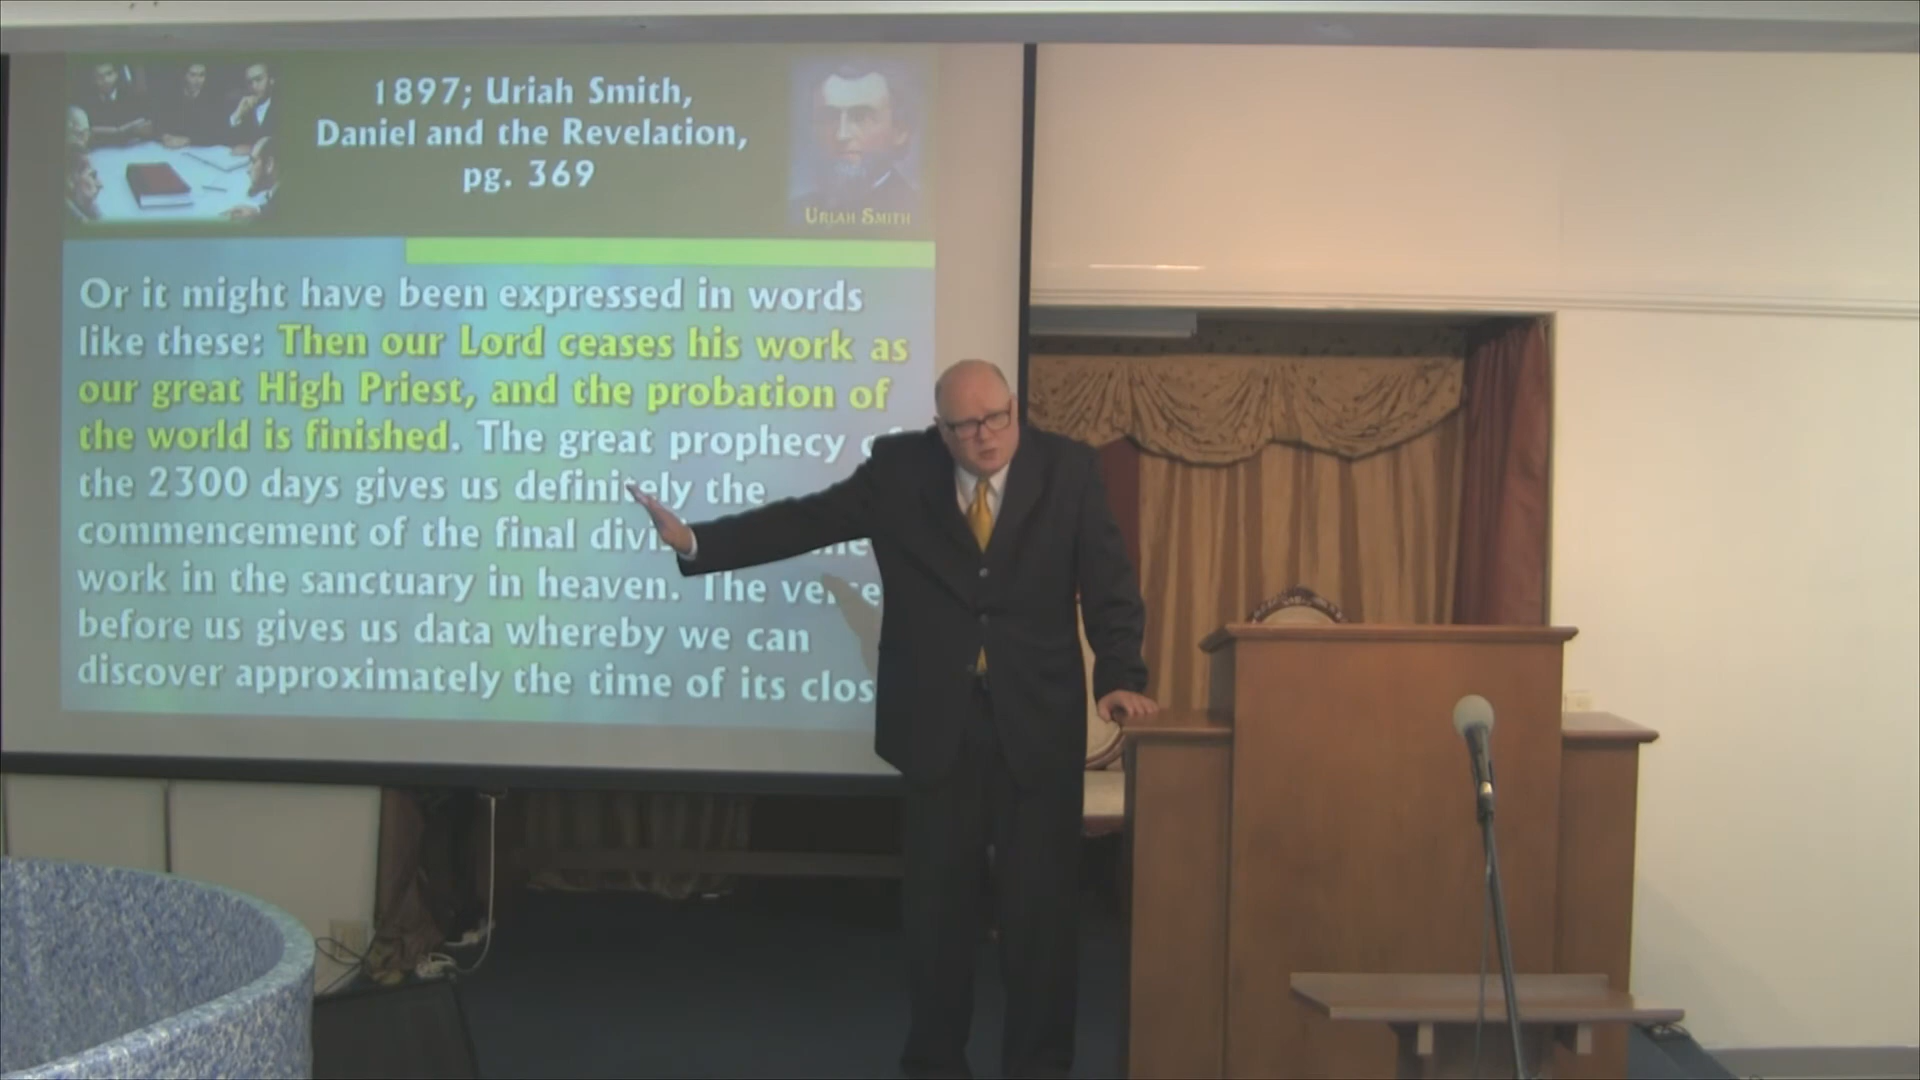 1897; Uriah Smith,
Daniel and the Revelation,
pg. 369
URIAH SMITH
Or it might have been expressed in words
like these: Then our Lord ceases his work as
our great High Priest, and the probation of
the world is finished. The great prophecy
the 2300 days gives us definitely the
commencement of the final
work in the sanctuary in heaven. The
before us gives us data whereby we can
discover approximately the time of its clos